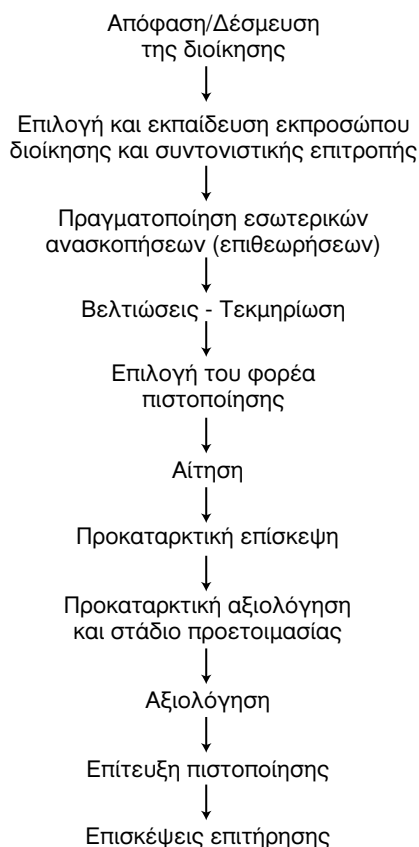 Απόφαση/Δέσμευση
της διοίκησης
Επιλογή και εκπαίδευση εκπροσώπου
διοίκησης και συντονιστικής επιτροπής
Πραγματοποίηση εσωτερικών
ανασκοπήσεων (επιθεωρήσεων)
Βελτιώσεις - Τεκμηρίωση
Επιλογή του φορέα
πιστοποίησης
Αίτηση
Προκαταρκτική επίσκεψη
Προκαταρκτική αξιολόγηση
και στάδιο προετοιμασίας
Αξιολόγηση
Επίτευξη πιστοποίησης
Επισκέψεις επιτήρησης